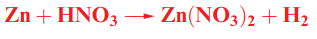 Zn + HNO₃ ⟶ Zn(NO₃)₂ + H₂